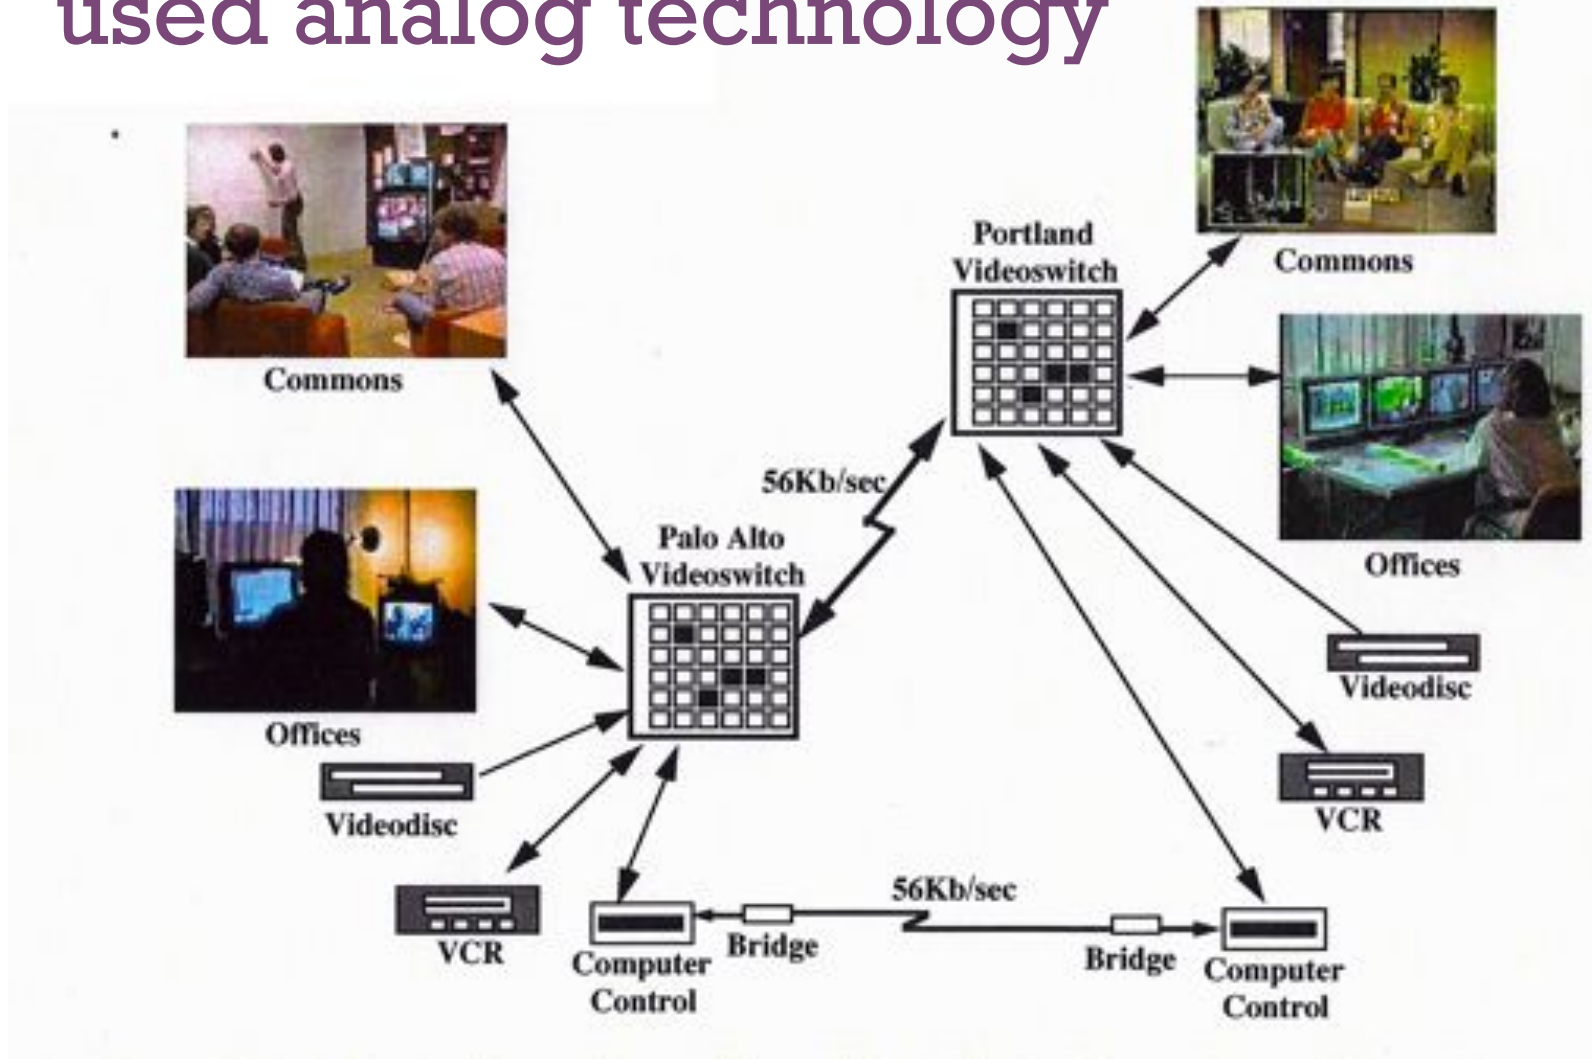 used analog technology
Commons
Portland
Videoswitch
Commons
56Kb/sec
Palo Alto
Videoswitch
Offices
Offices
Videodisc
Videodisc
VCR
VCR
56Kb/sec
Bridge
Bridge
Computer
Control
Computer
Control